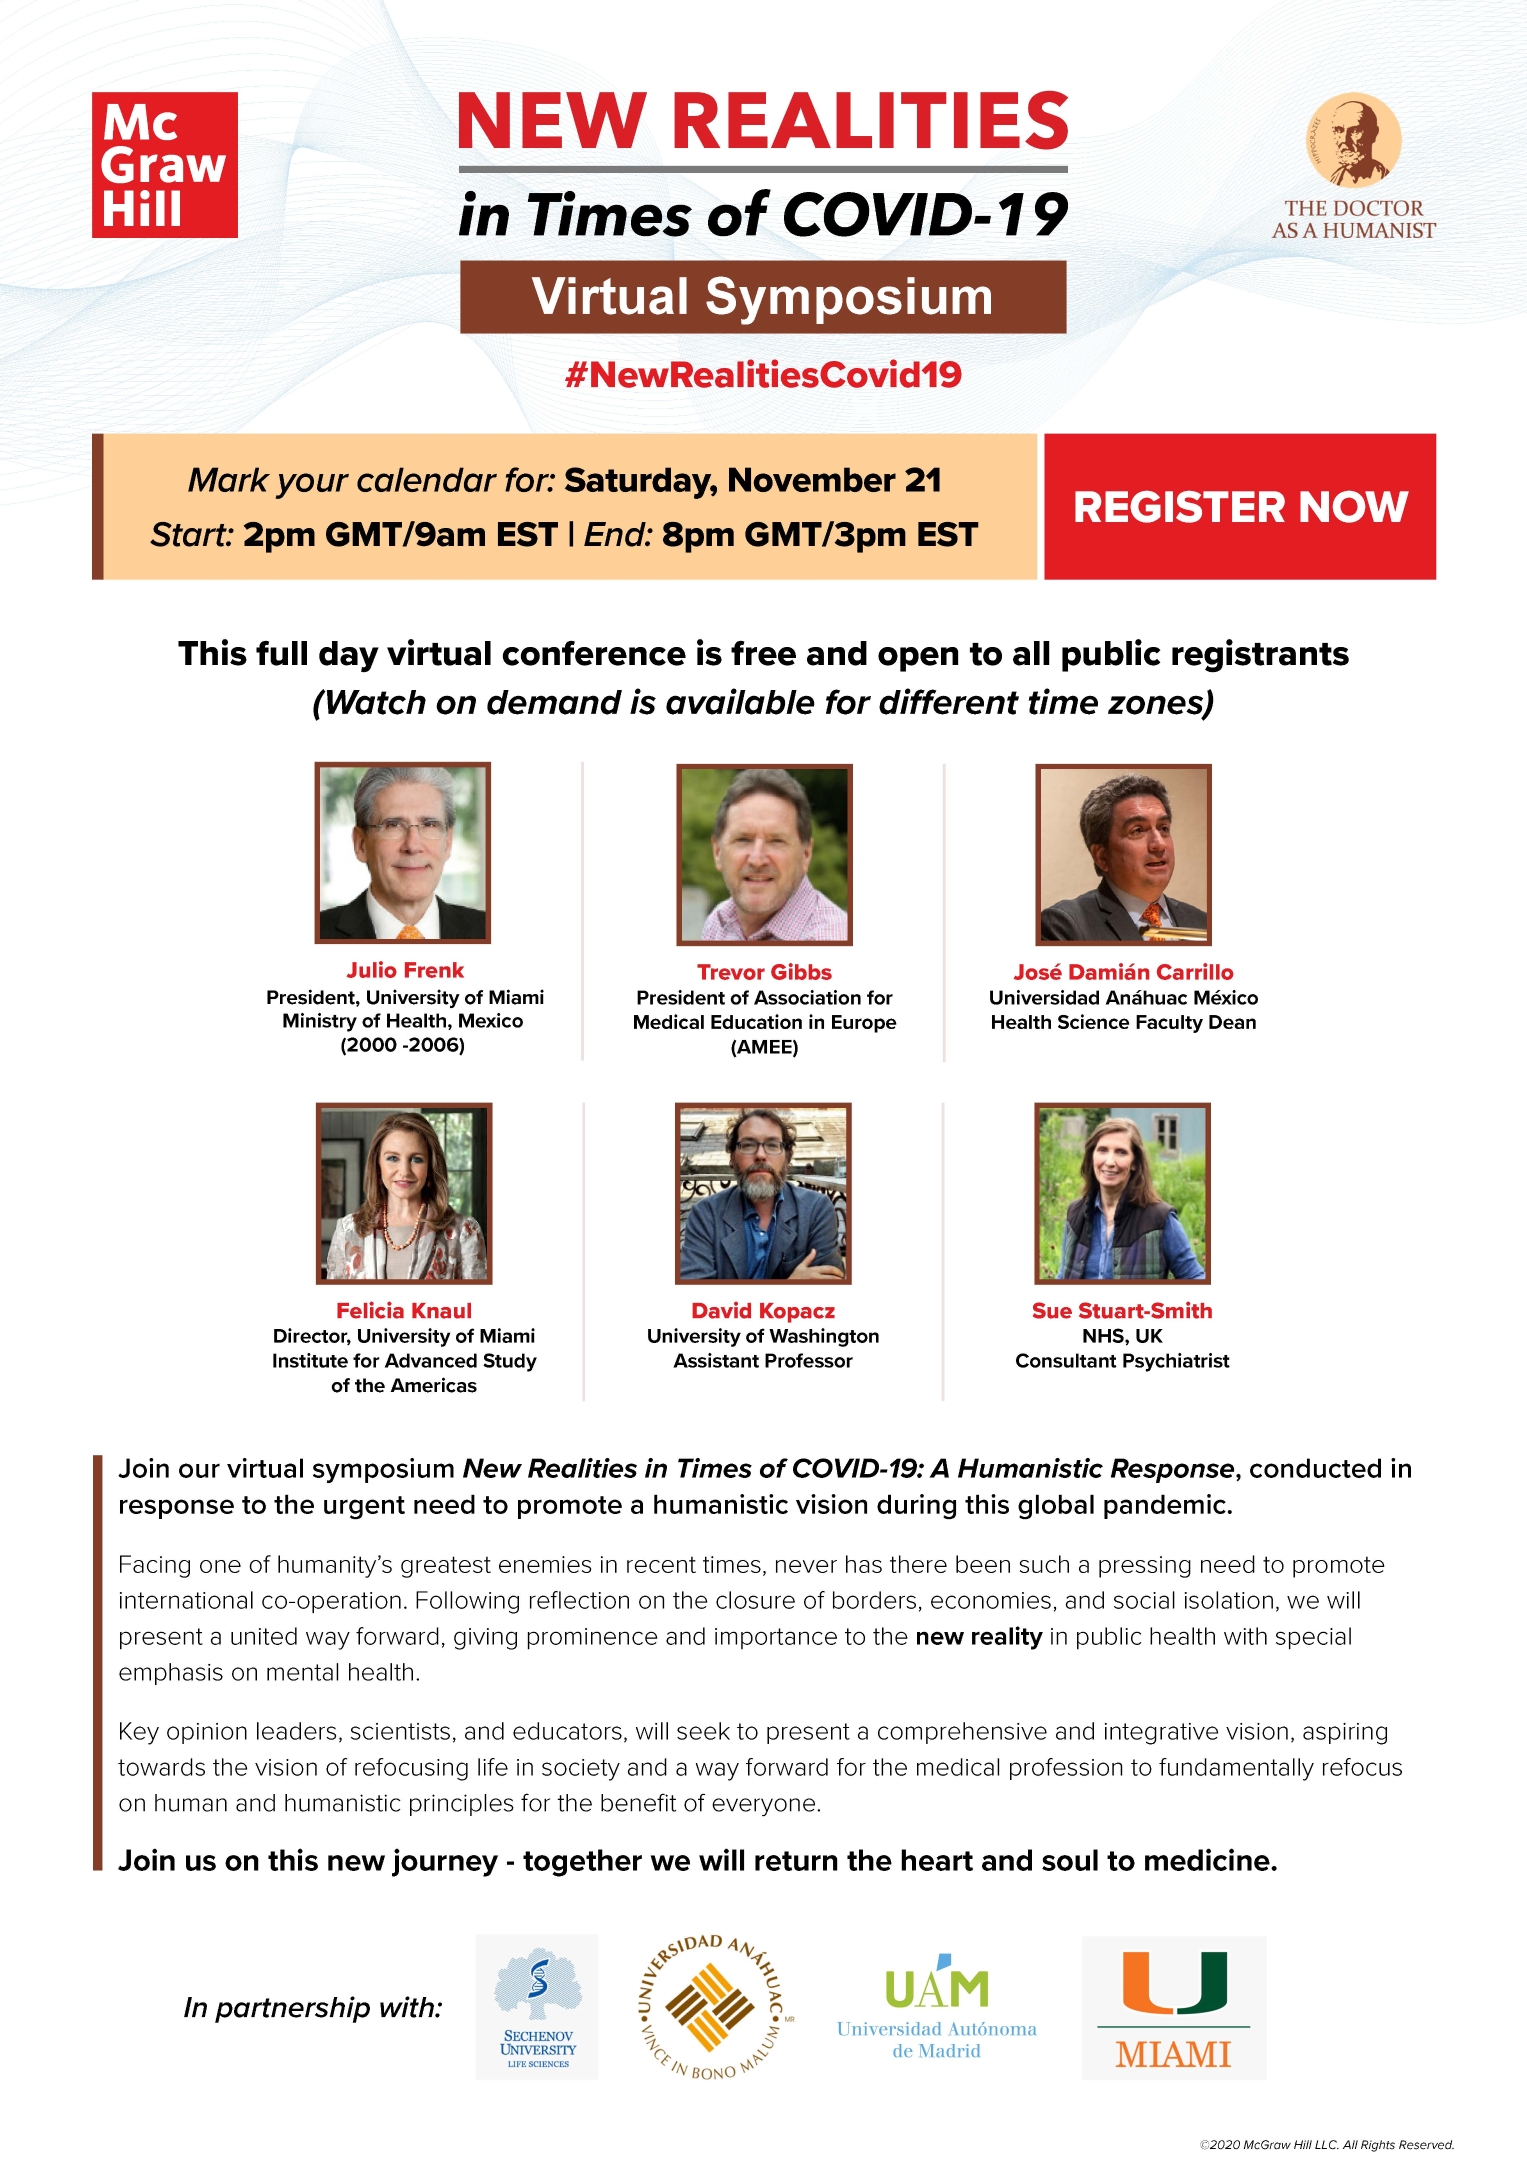 Mc
Graw
Hill
NEW REALITIES
in Times of COVID-19
Virtual Symposium
#NewRealitiesCovid19
HIPPOCRATES
THE DOCTOR
AS A HUMANIST
Mark your calendar for: Saturday, November 21
Start: 2pm GMT/9am EST | End: 8pm GMT/3pm EST
REGISTER NOW
This full day virtual conference is free and open to all public registrants
(Watch on demand is available for different time zones)
Julio Frenk
President, University of Miami
Ministry of Health, Mexico
(2000 -2006)
Trevor Gibbs
President of Association for
Medical Education in Europe
(AMEE)
José Damián Carrillo
Universidad Anáhuac México
Health Science Faculty Dean
Felicia Knaul
Director, University of Miami
Institute for Advanced Study
of the Americas
David Kopacz
University of Washington
Assistant Professor
Sue Stuart-Smith
NHS, UK
Consultant Psychiatrist
Join our virtual symposium New Realities in Times of COVID-19: A Humanistic Response, conducted in
response to the urgent need to promote a humanistic vision during this global pandemic.
Facing one of humanity’s greatest enemies in recent times, never has there been such a pressing need to promote
international co-operation. Following reflection on the closure of borders, economies, and social isolation, we will
present a united way forward, giving prominence and importance to the new reality in public health with special
emphasis on mental health.
Key opinion leaders, scientists, and educators, will seek to present a comprehensive and integrative vision, aspiring
towards the vision of refocusing life in society and a way forward for the medical profession to fundamentally refocus
on human and humanistic principles for the benefit of everyone.
Join us on this new journey - together we will return the heart and soul to medicine.
In partnership with:
SECHENOV
UNIVERSITY
LIFE SCIENCES
UNIVERSIDAD ANÁHUAC
VINCE IN BONO MALUM
MR
UAM
Universidad Autónoma
de Madrid
U
MIAMI
©2020 McGraw Hill LLC. All Rights Reserved.